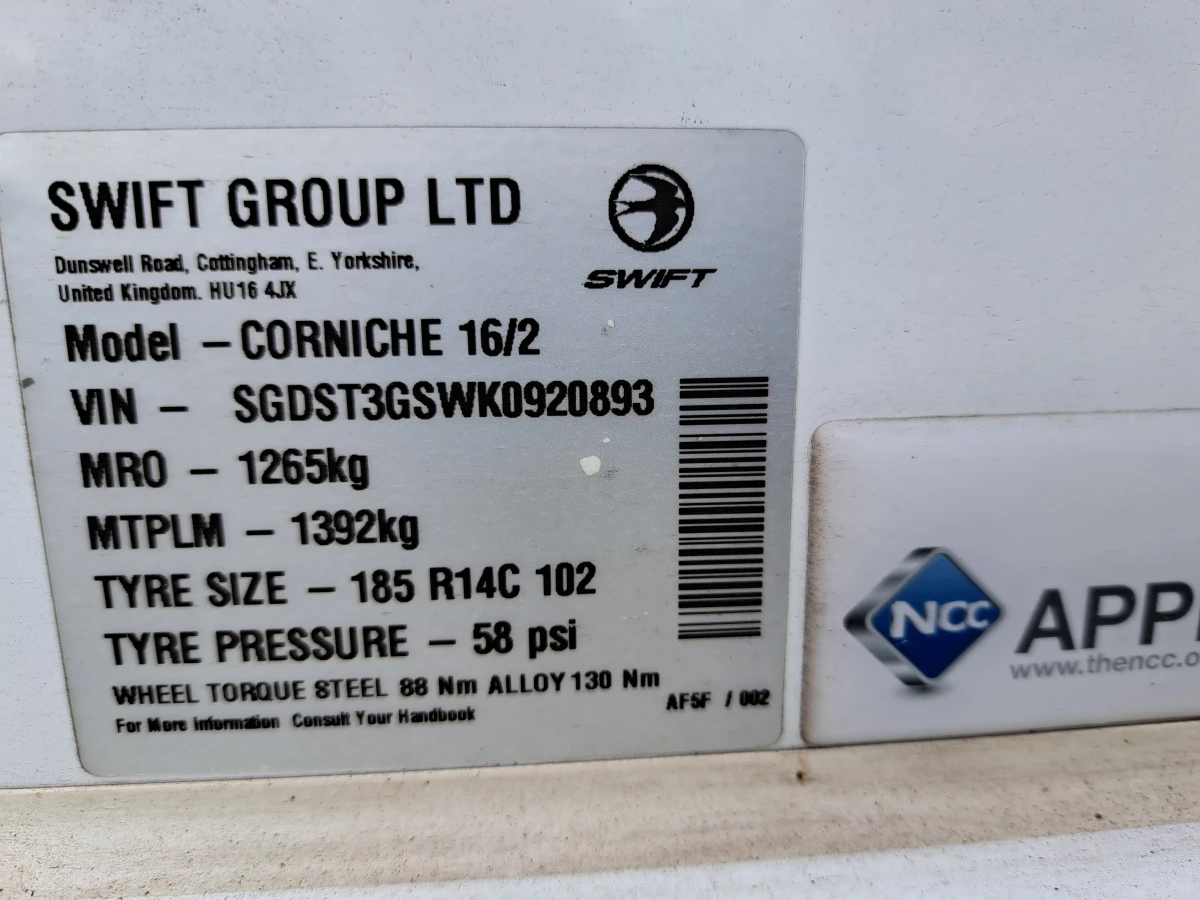 SWIFT GROUP LTD
Dunswell Road, Cottingham, E. Yorkshire,
United Kingdom. HU16 4JX
SWIFT
Model – CORNICHE 16/2
VIN – SGDST3GSWK0920893
MRO – 1265kg
MTPLM – 1392kg
TYRE SIZE – 185 R14C 102
TYRE PRESSURE – 58 psi
WHEEL TORQUE STEEL 88 Nm ALLOY 130 Nm
AF5F / 002
For More Information Consult Your Handbook
NCC
APP
www.thencc.o